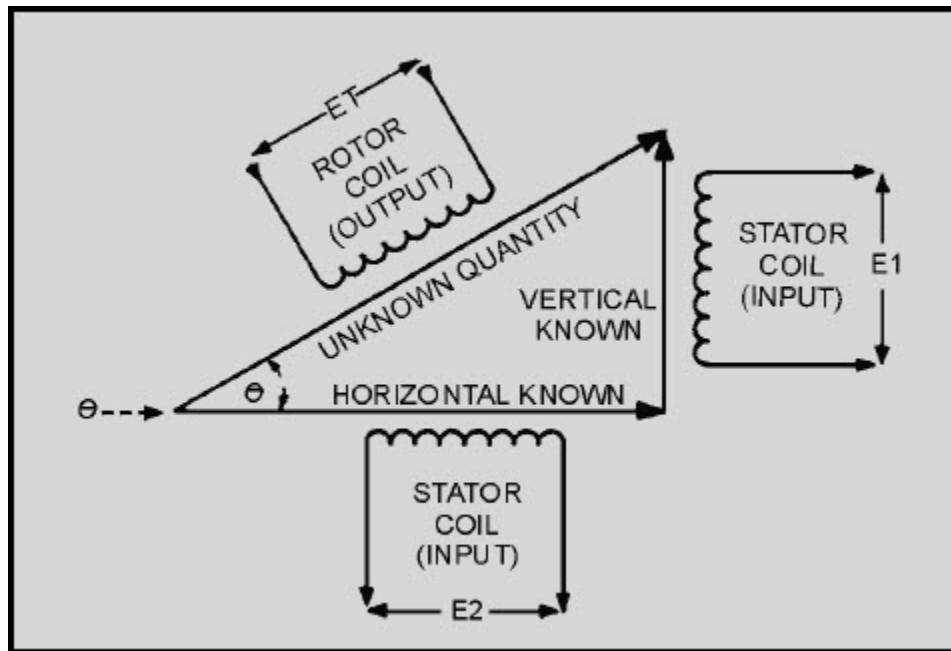 ET
ROTOR
COIL
(OUTPUT)
UNKNOWN QUANTITY
VERTICAL
KNOWN
STATOR
COIL
(INPUT)
E1
θ
θ
HORIZONTAL KNOWN
STATOR
COIL
(INPUT)
E2